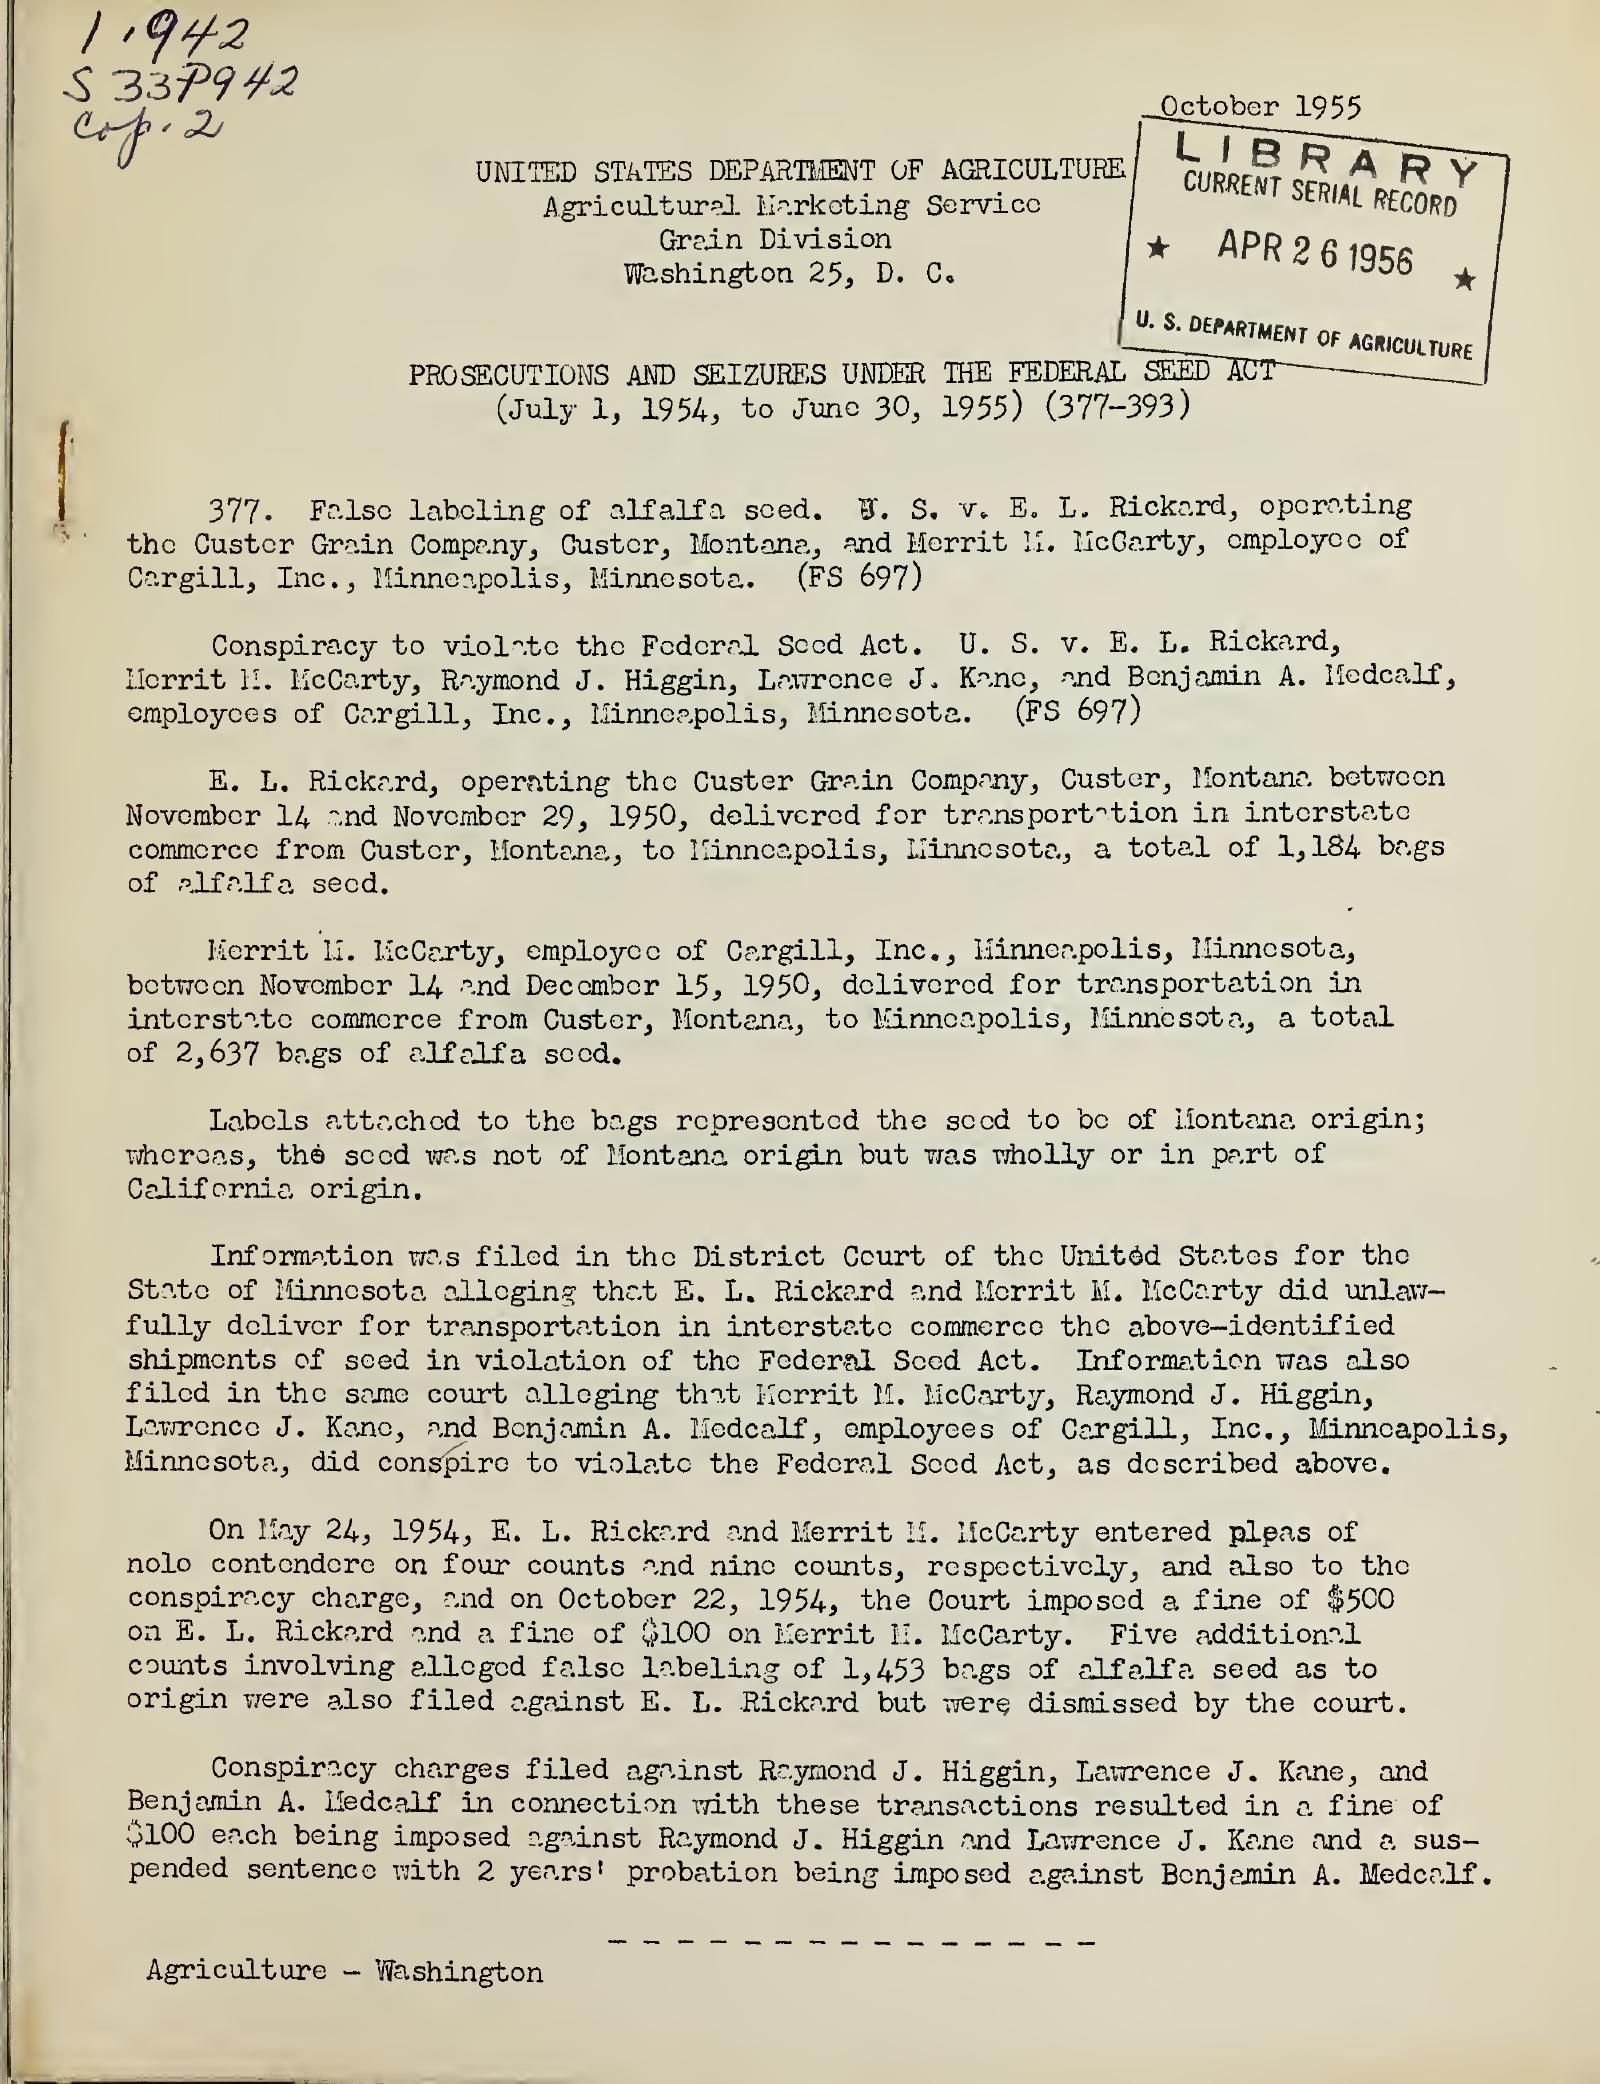 1.942
S33P942
Cop. 2
October 1955
LIBRARY
CURRENT SERIAL RECORD
★ APR 26 1956 ★
U. S. DEPARTMENT OF AGRICULTURE
UNITED STATES DEPARTMENT OF AGRICULTURE
Agricultural Marketing Service
Grain Division
Washington 25, D. C.
PROSECUTIONS AND SEIZURES UNDER THE FEDERAL SEED ACT
(July 1, 1954, to June 30, 1955) (377-393)
377. False labeling of alfalfa seed. U. S. v. E. L. Rickard, operating
the Custer Grain Company, Custer, Montana, and Merrit M. McCarty, employee of
Cargill, Inc., Minneapolis, Minnesota. (FS 697)
Conspiracy to violate the Federal Seed Act. U. S. v. E. L. Rickard,
Merrit M. McCarty, Raymond J. Higgin, Lawrence J. Kane, and Benjamin A. Medcalf,
employees of Cargill, Inc., Minneapolis, Minnesota. (FS 697)
E. L. Rickard, operating the Custer Grain Company, Custer, Montana between
November 14 and November 29, 1950, delivered for transportation in interstate
commerce from Custer, Montana, to Minneapolis, Minnesota, a total of 1,184 bags
of alfalfa seed.
Merrit M. McCarty, employee of Cargill, Inc., Minneapolis, Minnesota,
between November 14 and December 15, 1950, delivered for transportation in
interstate commerce from Custer, Montana, to Minneapolis, Minnesota, a total
of 2,637 bags of alfalfa seed.
Labels attached to the bags represented the seed to be of Montana origin;
whereas, the seed was not of Montana origin but was wholly or in part of
California origin.
Information was filed in the District Court of the United States for the
State of Minnesota alleging that E. L. Rickard and Merrit M. McCarty did unlaw-
fully deliver for transportation in interstate commerce the above-identified
shipments of seed in violation of the Federal Seed Act. Information was also
filed in the same court alleging that Merrit M. McCarty, Raymond J. Higgin,
Lawrence J. Kane, and Benjamin A. Medcalf, employees of Cargill, Inc., Minneapolis,
Minnesota, did conspire to violate the Federal Seed Act, as described above.
On May 24, 1954, E. L. Rickard and Merrit M. McCarty entered pleas of
nolo contendere on four counts and nine counts, respectively, and also to the
conspiracy charge, and on October 22, 1954, the Court imposed a fine of $500
on E. L. Rickard and a fine of $100 on Merrit M. McCarty. Five additional
counts involving alleged false labeling of 1,453 bags of alfalfa seed as to
origin were also filed against E. L. Rickard but were dismissed by the court.
Conspiracy charges filed against Raymond J. Higgin, Lawrence J. Kane, and
Benjamin A. Medcalf in connection with these transactions resulted in a fine of
$100 each being imposed against Raymond J. Higgin and Lawrence J. Kane and a sus-
pended sentence with 2 years' probation being imposed against Benjamin A. Medcalf.
- - - - - - - - - - - - - - -
Agriculture - Washington